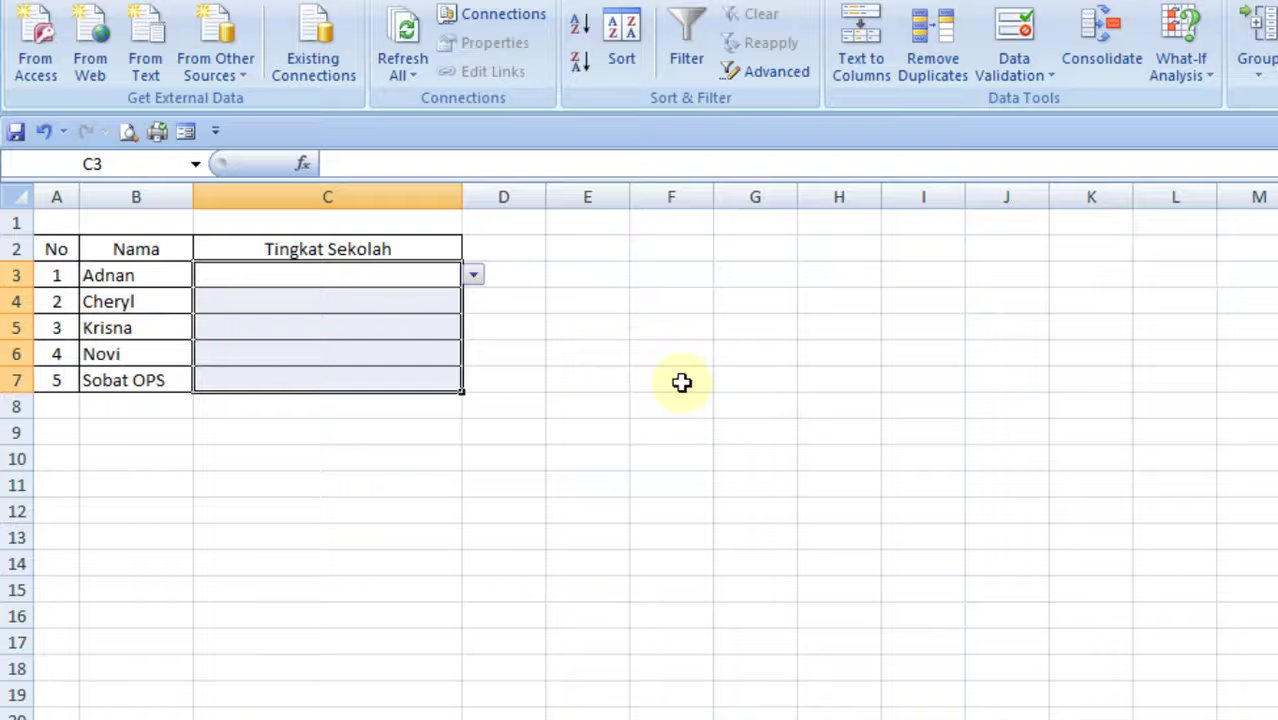 From Access
From Web
From Text
From Other Sources
Existing Connections
Refresh All
Connections
Properties
Edit Links
A Z
Z A
A Z Z A
Sort
Filter
Clear
Reapply
Advanced
Text to Columns
Remove Duplicates
Data Validation
Consolidate
What-If Analysis
Group
Get External Data
Connections
Sort & Filter
Data Tools
C3
fx
A B C D E F G H I J K L M
1
2 No Nama Tingkat Sekolah
3 1 Adnan
4 2 Cheryl
5 3 Krisna
6 4 Novi
7 5 Sobat OPS
8
9
10
11
12
13
14
15
16
17
18
19
20